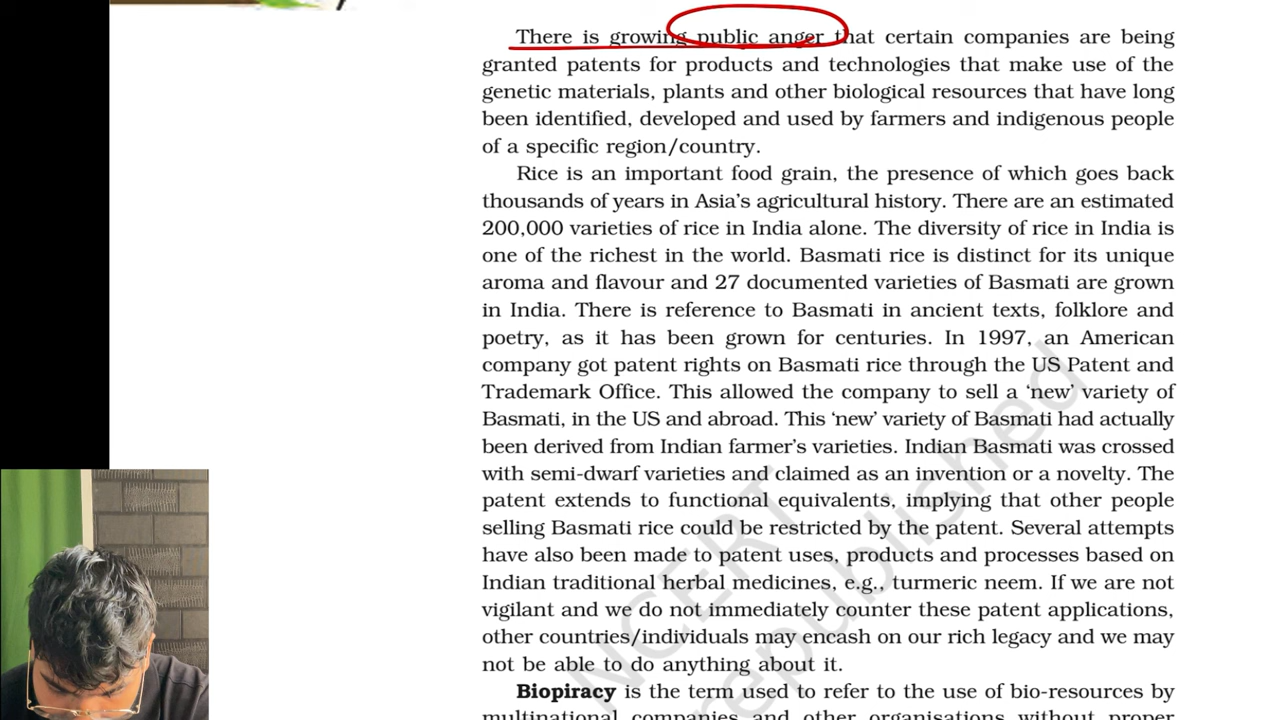 There is growing public anger that certain companies are being
granted patents for products and technologies that make use of the
genetic materials, plants and other biological resources that have long
been identified, developed and used by farmers and indigenous people
of a specific region/country.
Rice is an important food grain, the presence of which goes back
thousands of years in Asia's agricultural history. There are an estimated
200,000 varieties of rice in India alone. The diversity of rice in India is
one of the richest in the world. Basmati rice is distinct for its unique
aroma and flavour and 27 documented varieties of Basmati are grown
in India. There is reference to Basmati in ancient texts, folklore and
poetry, as it has been grown for centuries. In 1997, an American
company got patent rights on Basmati rice through the US Patent and
Trademark Office. This allowed the company to sell a ‘new’ variety of
Basmati, in the US and abroad. This ‘new’ variety of Basmati had actually
been derived from Indian farmer's varieties. Indian Basmati was crossed
with semi-dwarf varieties and claimed as an invention or a novelty. The
patent extends to functional equivalents, implying that other people
selling Basmati rice could be restricted by the patent. Several attempts
have also been made to patent uses, products and processes based on
Indian traditional herbal medicines, e.g., turmeric neem. If we are not
vigilant and we do not immediately counter these patent applications,
other countries/individuals may encash on our rich legacy and we may
not be able to do anything about it.
Biopiracy is the term used to refer to the use of bio-resources by
multinational companies and other organisations without proper
NCERT
republished